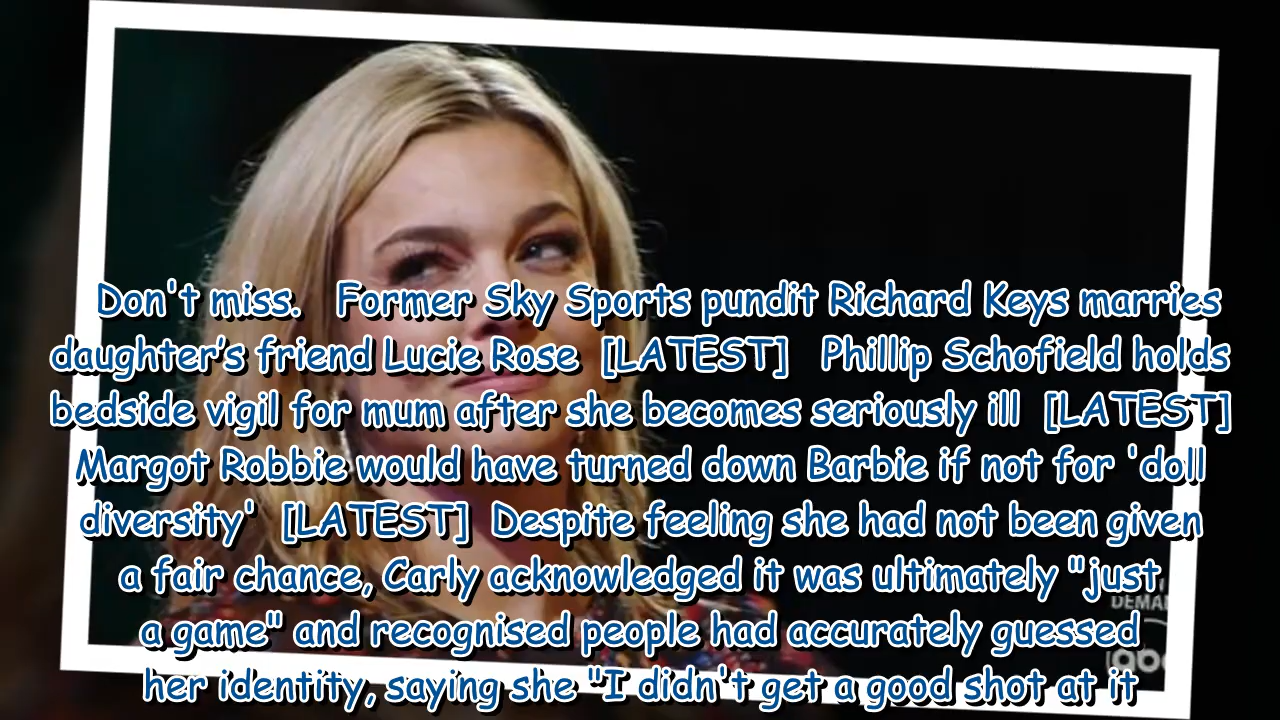 Don't miss. Former Sky Sports pundit Richard Keys marries
daughter’s friend Lucie Rose [LATEST] Phillip Schofield holds
bedside vigil for mum after she becomes seriously ill [LATEST]
Margot Robbie would have turned down Barbie if not for 'doll
diversity' [LATEST] Despite feeling she had not been given
a fair chance, Carly acknowledged it was ultimately "just
a game" and recognised people had accurately guessed
her identity, saying she "I didn't get a good shot at it
abc